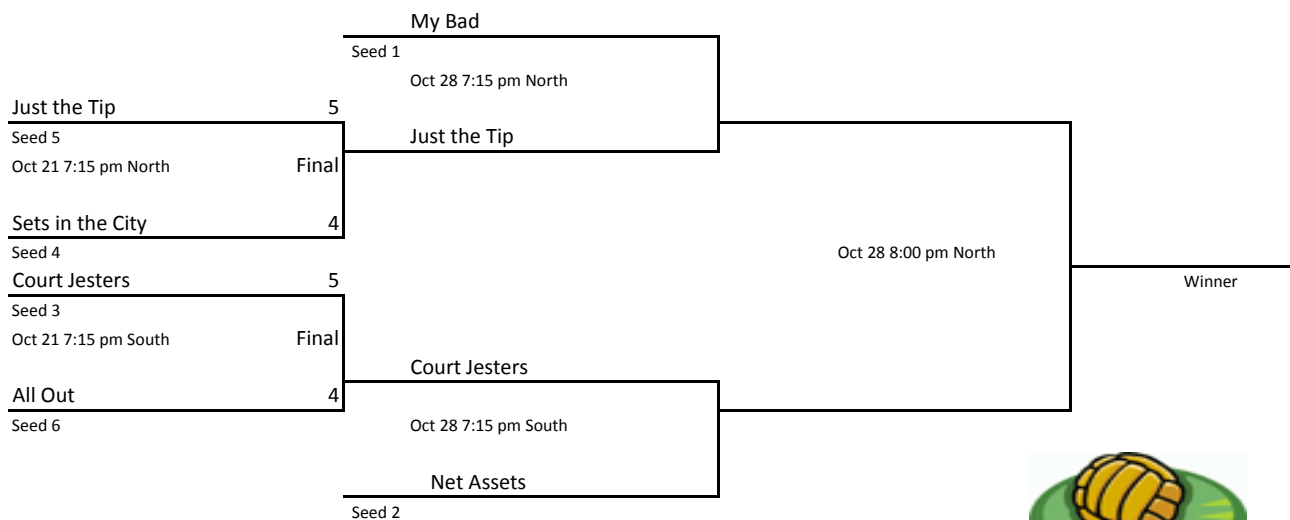 My Bad
Seed 1
Oct 28 7:15 pm North
Just the Tip 5
Seed 5
Just the Tip
Oct 21 7:15 pm North Final
Sets in the City 4
Seed 4
Oct 28 8:00 pm North
Court Jesters 5
Winner
Seed 3
Oct 21 7:15 pm South Final
Court Jesters
All Out 4
Seed 6
Oct 28 7:15 pm South
Net Assets
Seed 2